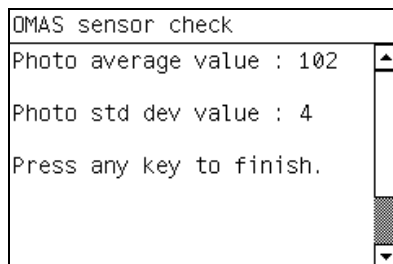 OMAS sensor check
Photo average value : 102
Photo std dev value : 4
Press any key to finish.